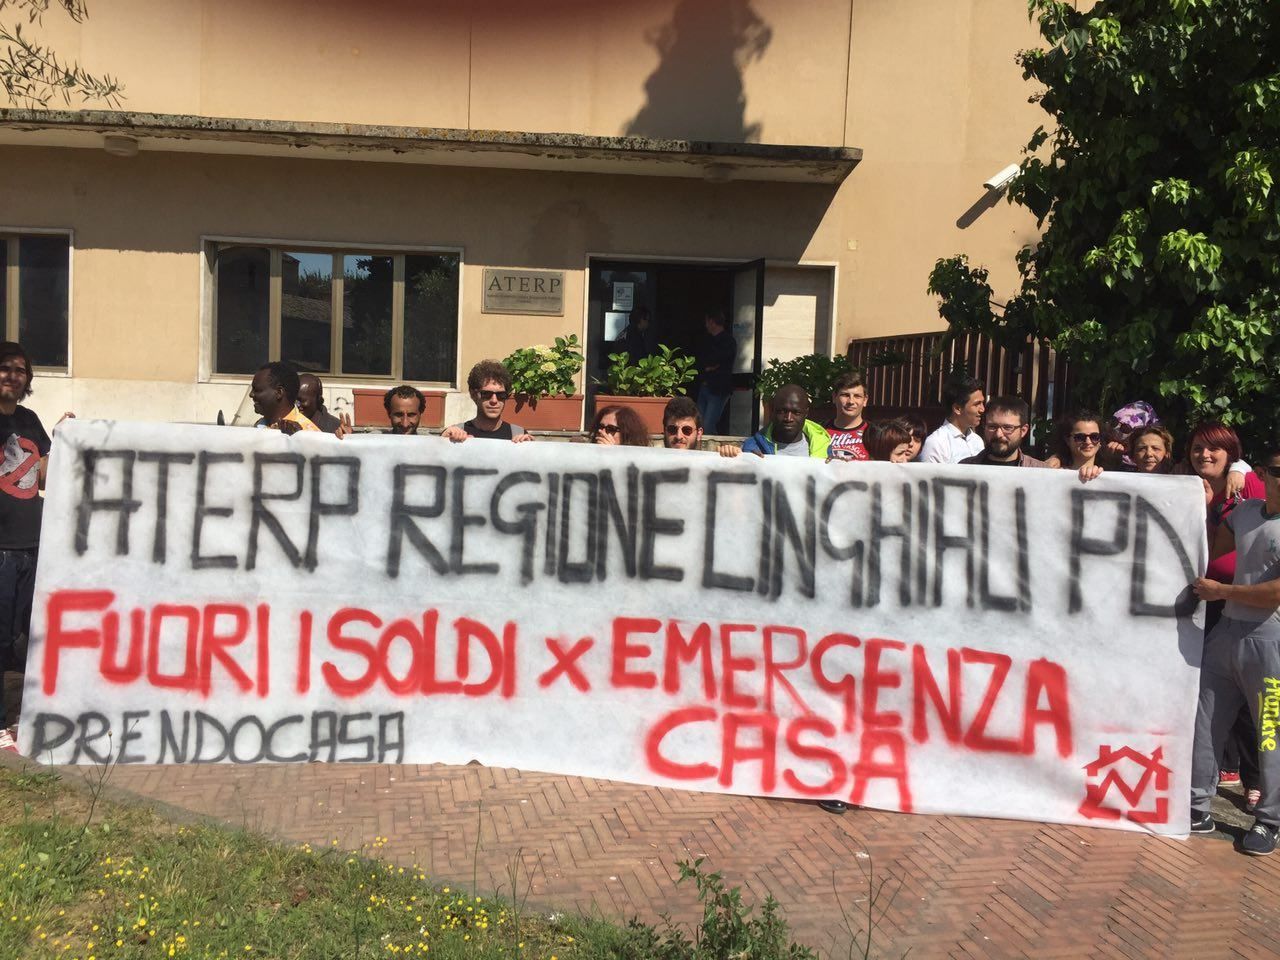 ATERP
ATERP REGIONE CINGHIALI PD
FUORI I SOLDI X EMERGENZA
CASA
PRENDOCASA